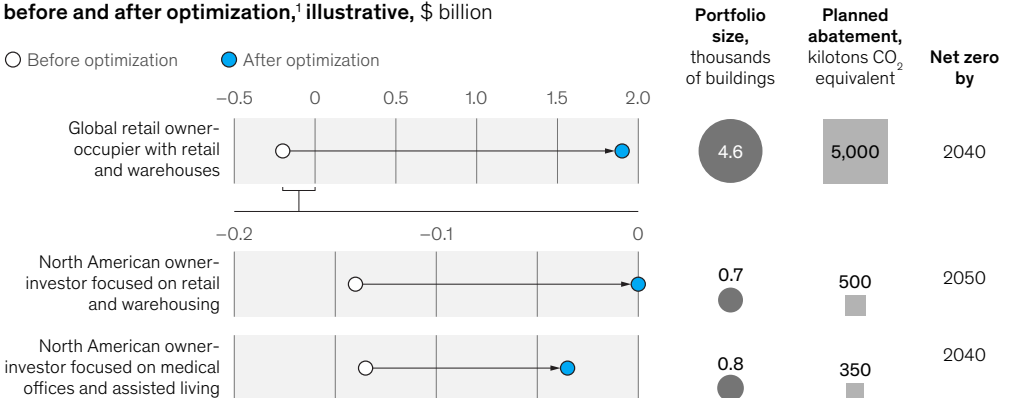 before and after optimization,¹ illustrative, $ billion
Before optimization
After optimization
Portfolio
size,
thousands
of buildings
Planned
abatement,
kilotons CO₂
equivalent
Net zero
by
−0.5 0 0.5 1.0 1.5 2.0
Global retail owner-
occupier with retail
and warehouses
4.6
5,000
2040
−0.2 −0.1 0
North American owner-
investor focused on retail
and warehousing
0.7
500
2050
North American owner-
investor focused on medical
offices and assisted living
0.8
350
2040